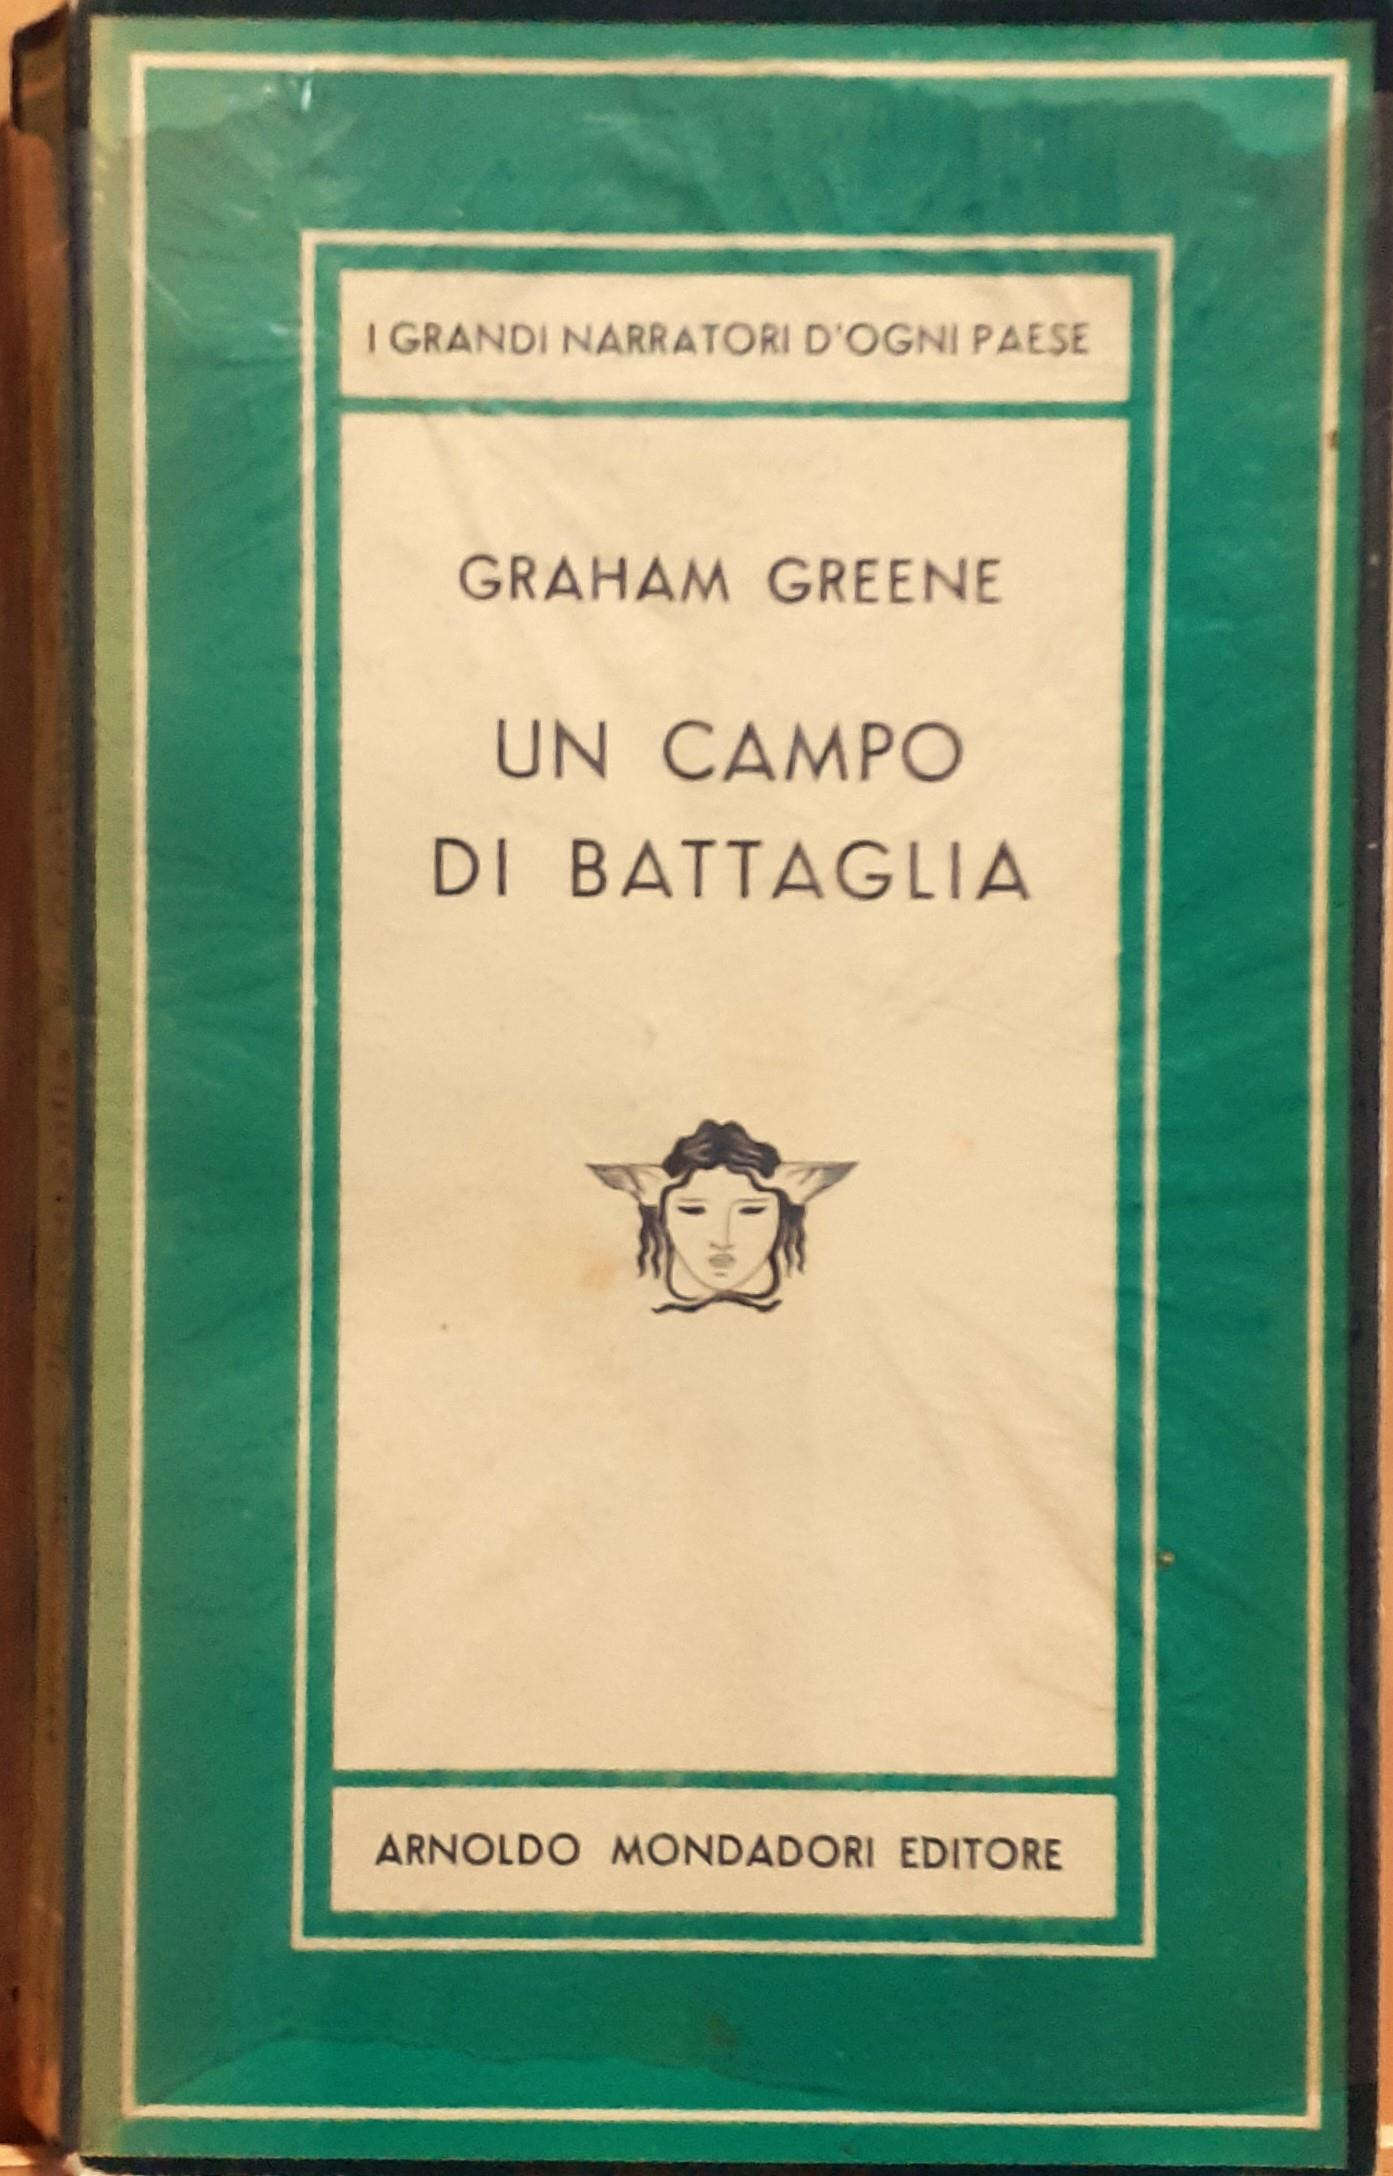 I GRANDI NARRATORI D'OGNI PAESE
GRAHAM GREENE
UN CAMPO
DI BATTAGLIA
ARNOLDO MONDADORI EDITORE